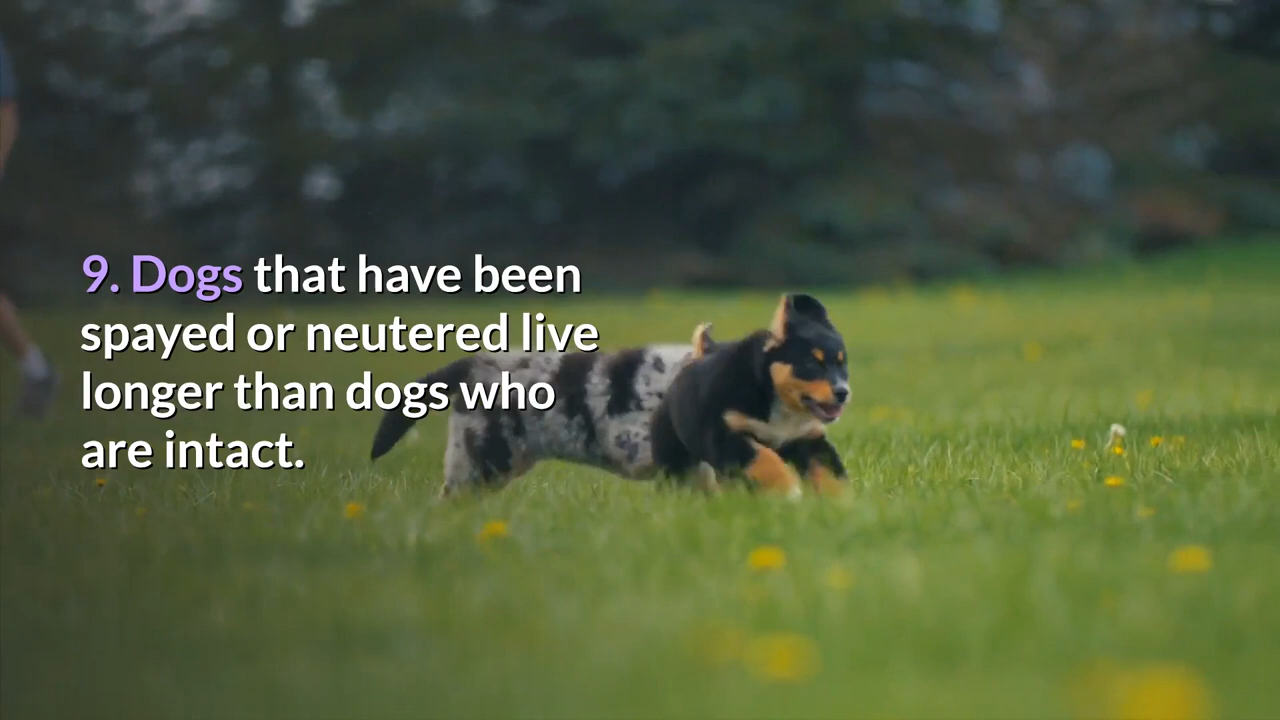 9. Dogs that have been
spayed or neutered live
longer than dogs who
are intact.